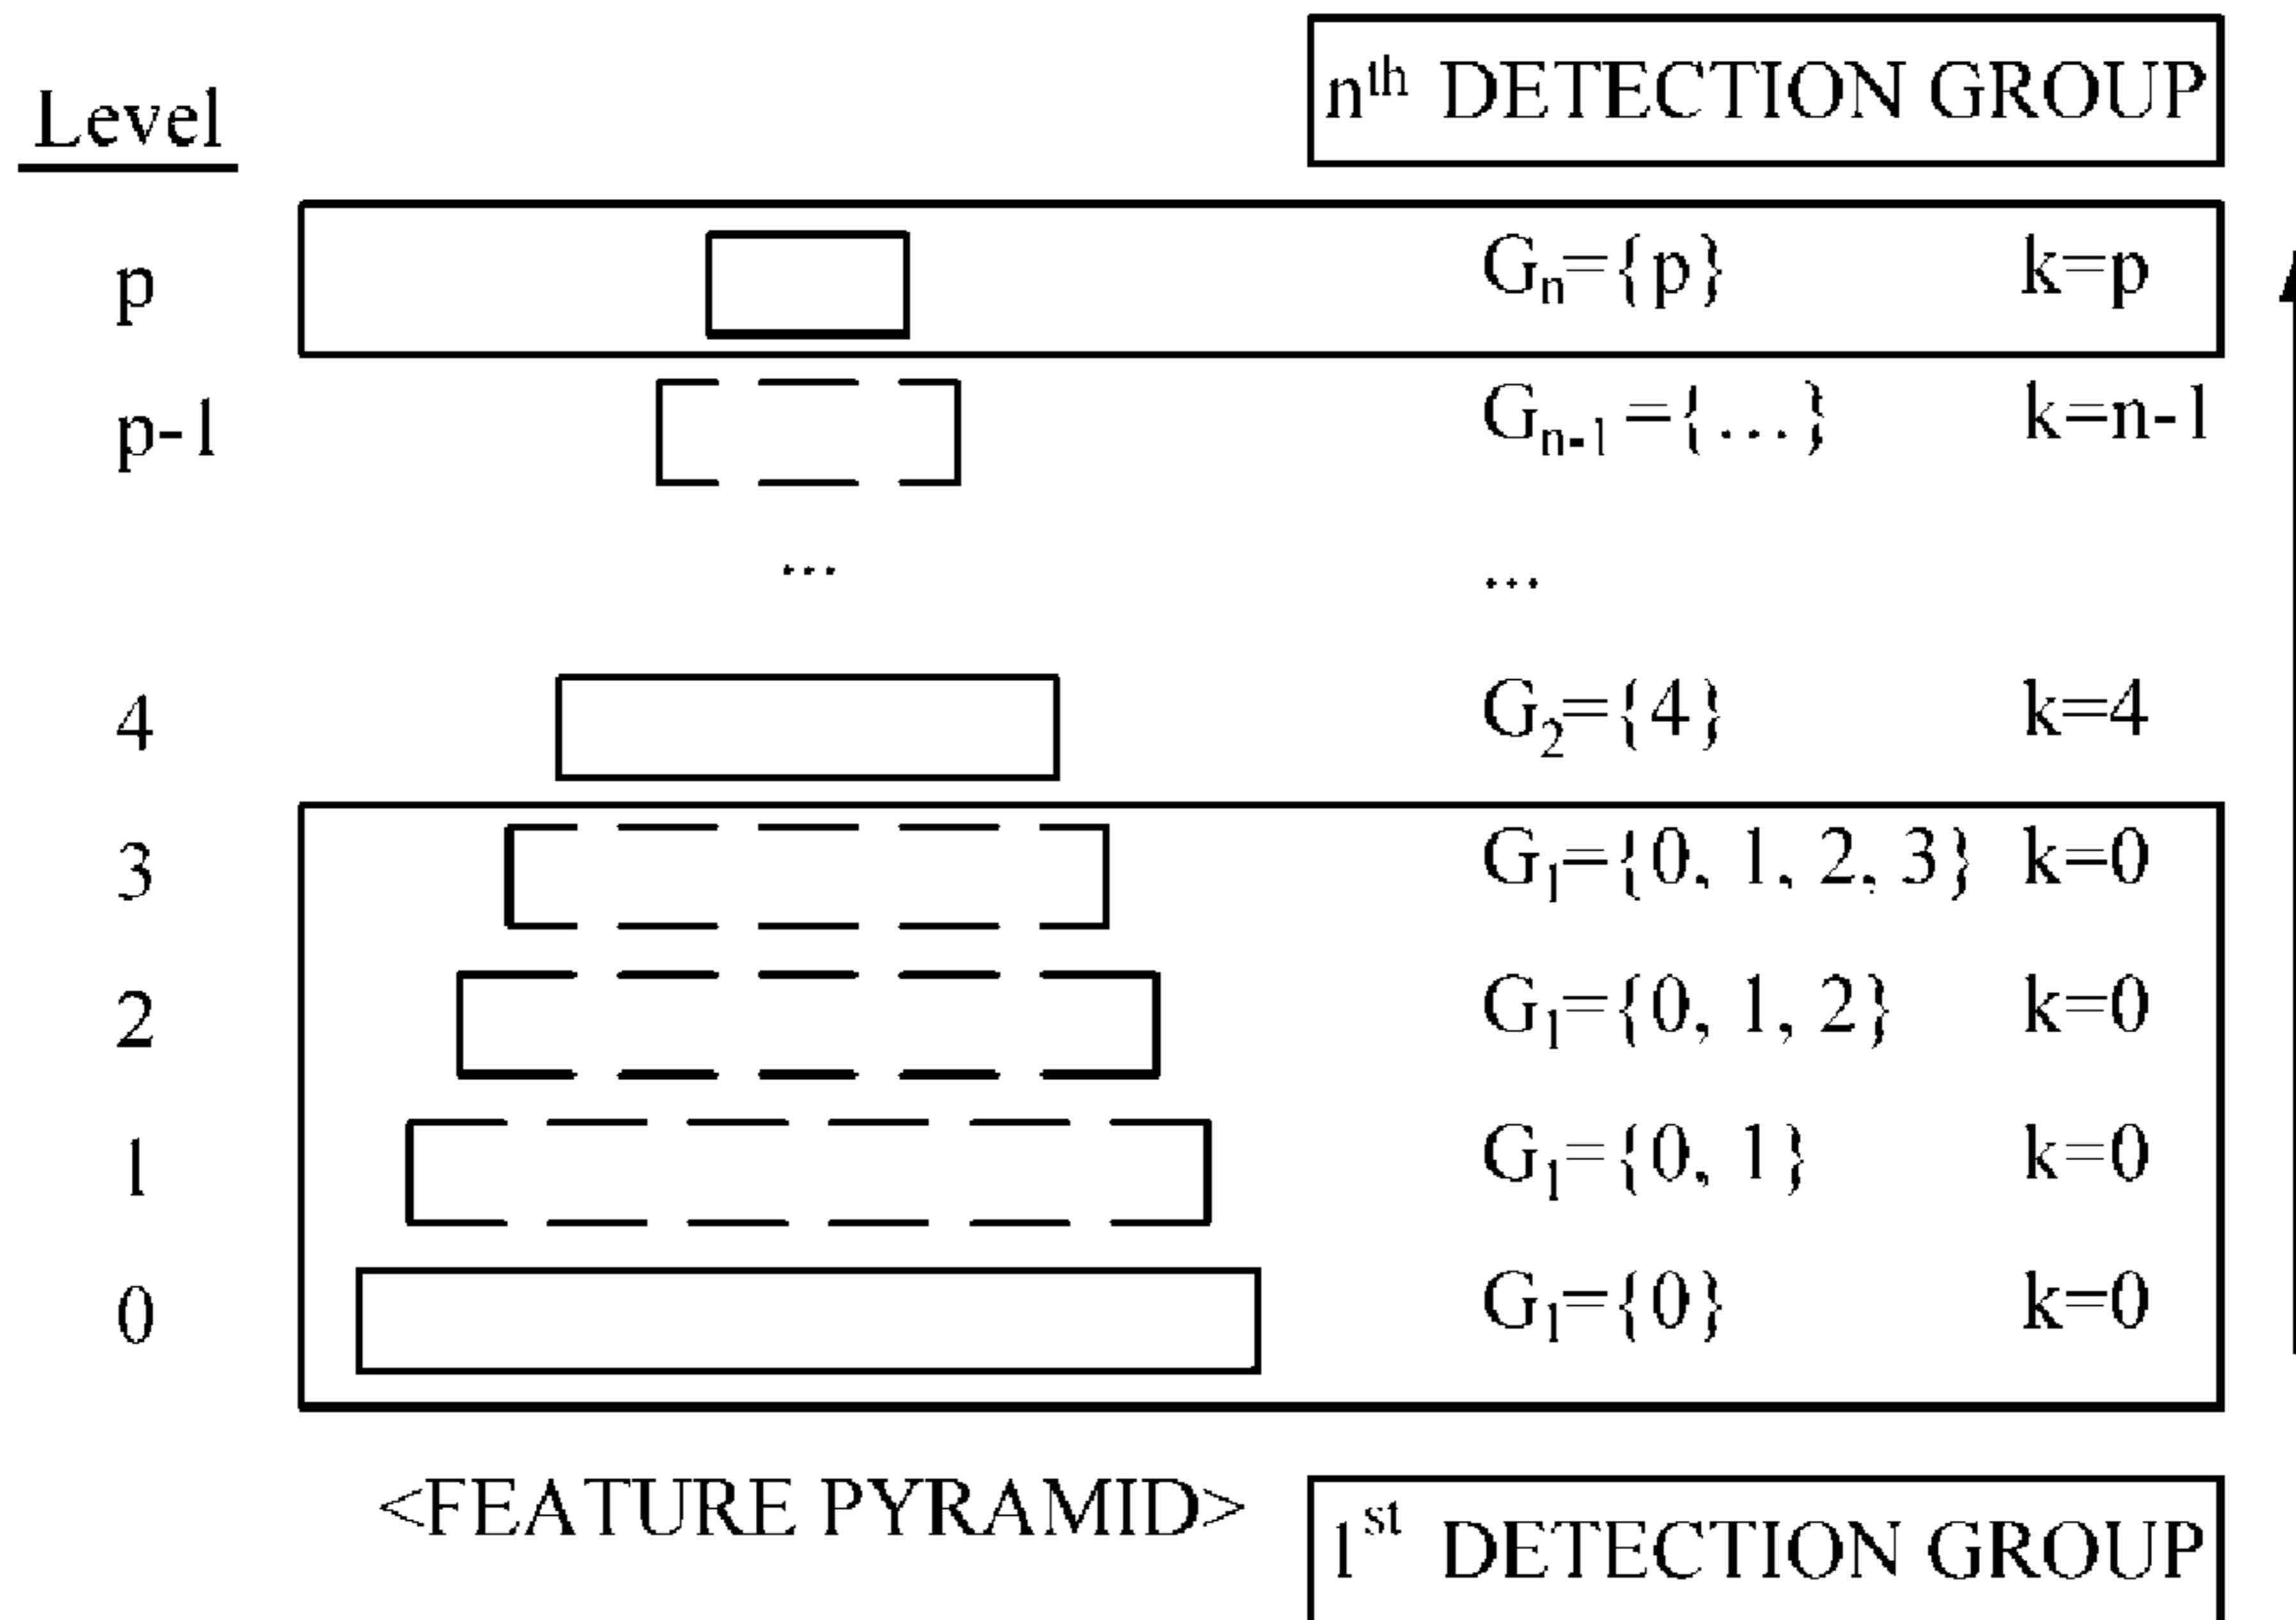 nth DETECTION GROUP
Level
p Gn={p} k=p
p-1 Gn-1={...} k=n-1
... ...
4 G2={4} k=4
3 G1={0, 1, 2, 3} k=0
2 G1={0, 1, 2} k=0
1 G1={0, 1} k=0
0 G1={0} k=0
<FEATURE PYRAMID>
1st DETECTION GROUP